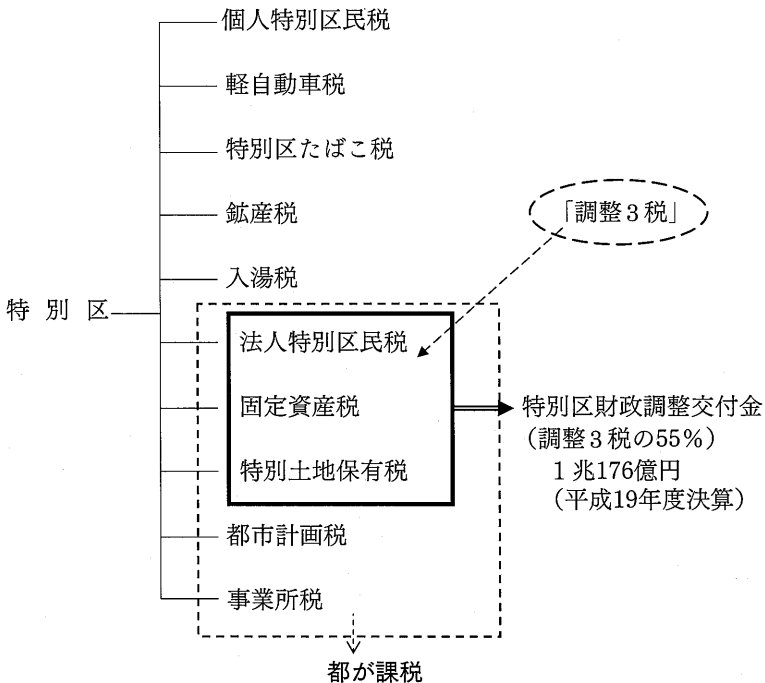 個人特別区民税
軽自動車税
特別区たばこ税
鉱産税
「調整3税」
入湯税
特別区
法人特別区民税
固定資産税
特別区財政調整交付金
(調整3税の55%)
特別土地保有税
1兆176億円
(平成19年度決算)
都市計画税
事業所税
都が課税